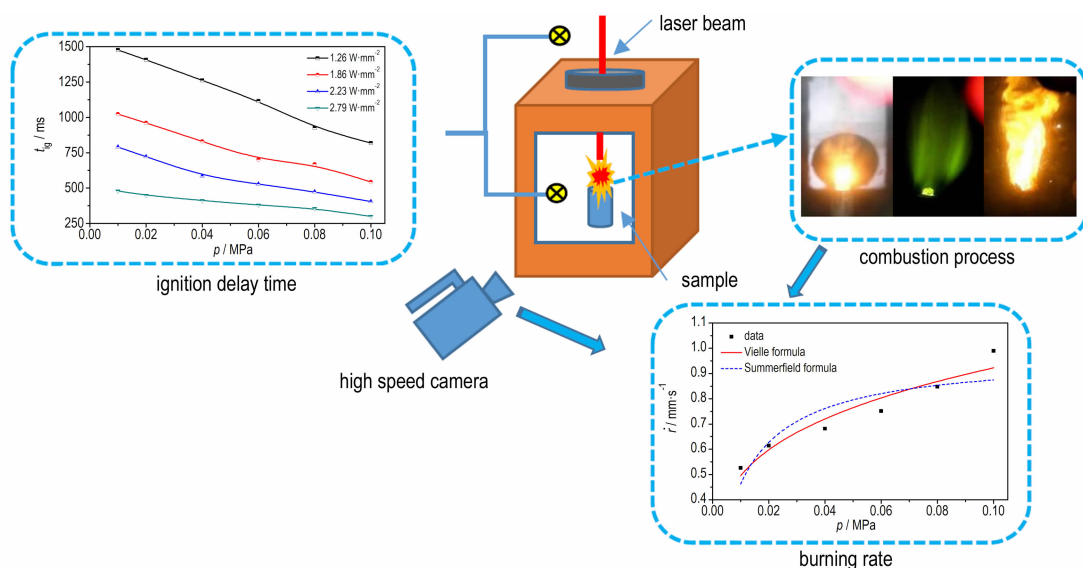 1500
1250
1000
750
500
250
t_ig / ms
1.26 W·mm⁻²
1.86 W·mm⁻²
2.23 W·mm⁻²
2.79 W·mm⁻²
0.00 0.02 0.04 0.06 0.08 0.10
p / MPa
ignition delay time
laser beam
sample
combustion process
high speed camera
1.1
1.0
0.9
0.8
0.7
0.6
0.5
0.4
ṙ / mm·s⁻¹
data
Vielle formula
Summerfield formula
0.00 0.02 0.04 0.06 0.08 0.10
p / MPa
burning rate